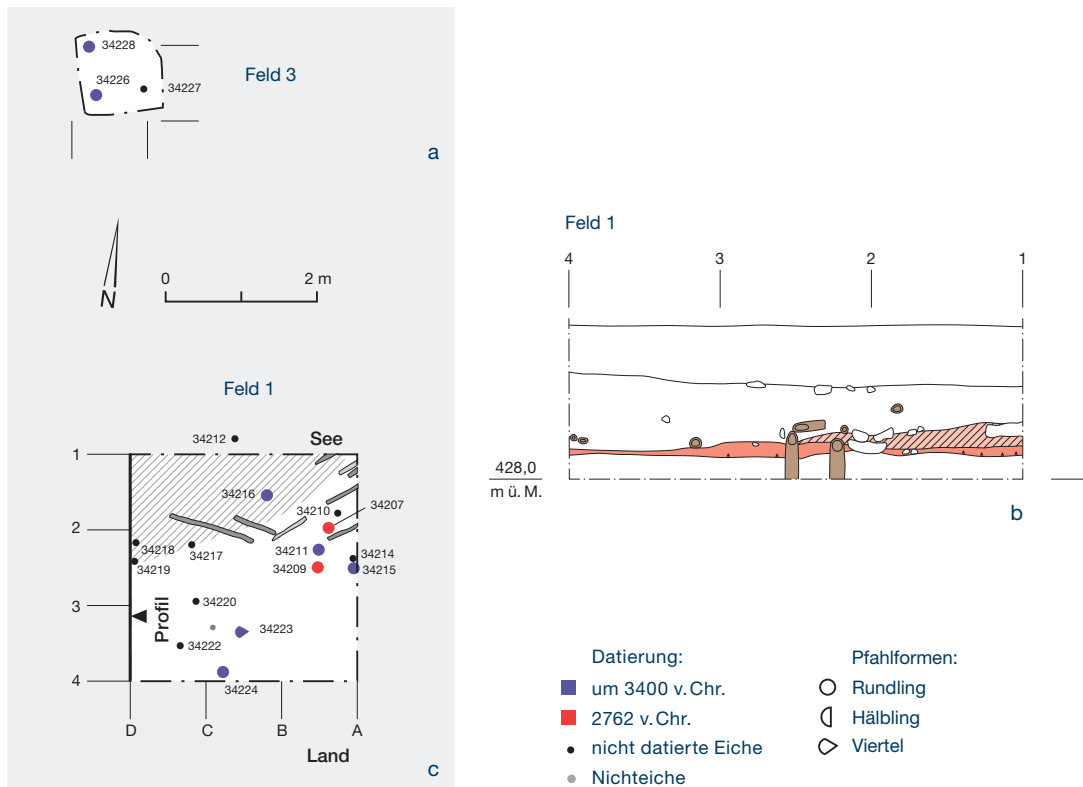 34228
34226
34227
Feld 3
a
N
0 2 m
Feld 1
34212
See
1
34216
34210
34207
2
34218
34217
34211
34214
34219
34209
34215
34220
3
Profil
34223
34222
4
34224
D C B A
Land
c
Feld 1
4 3 2 1
428,0
m ü. M.
b
Datierung:
um 3400 v. Chr.
2762 v. Chr.
nicht datierte Eiche
Nichteiche
Pfahlformen:
Rundling
Hälbling
Viertel